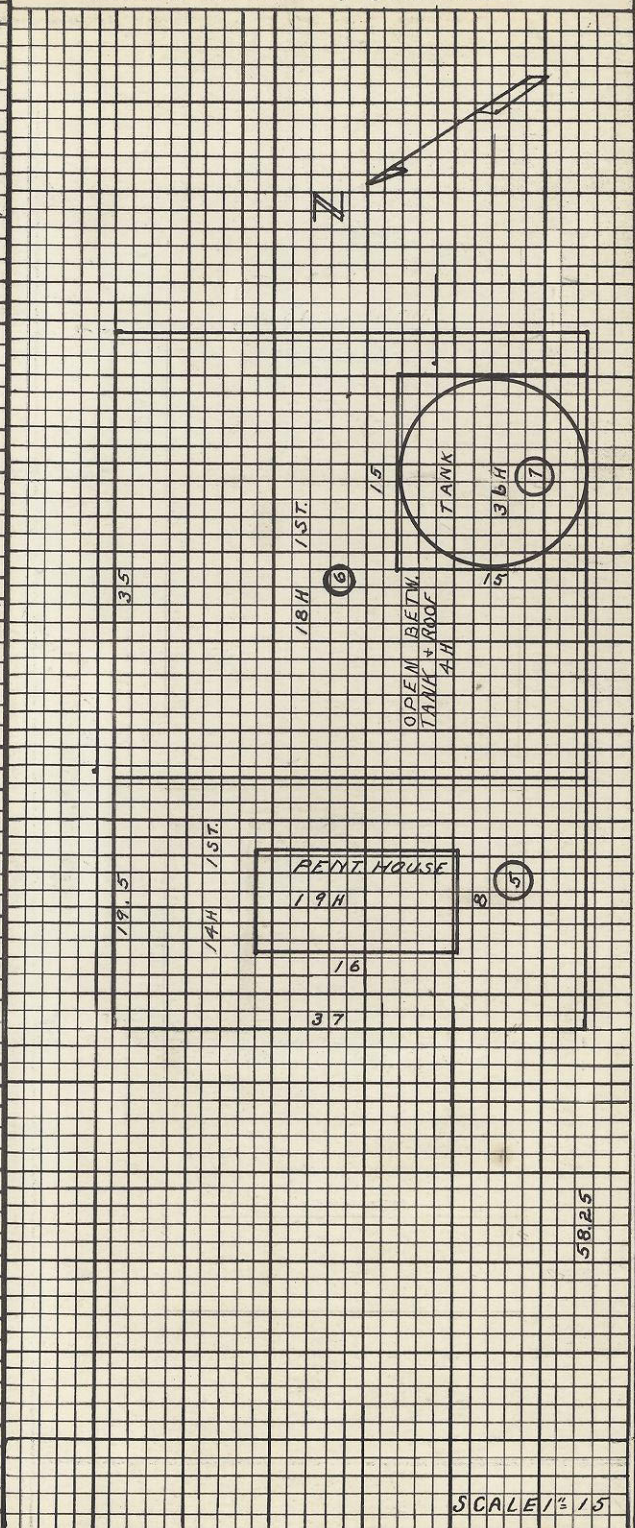 N
15
TANK
36H
7
18H 1ST.
6
35
15
OPEN BETW.
TANK + ROOF
4H
PENT. HOUSE
19H
14H 1ST.
19.5
8
5
16
37
58.25
SCALE 1"=15